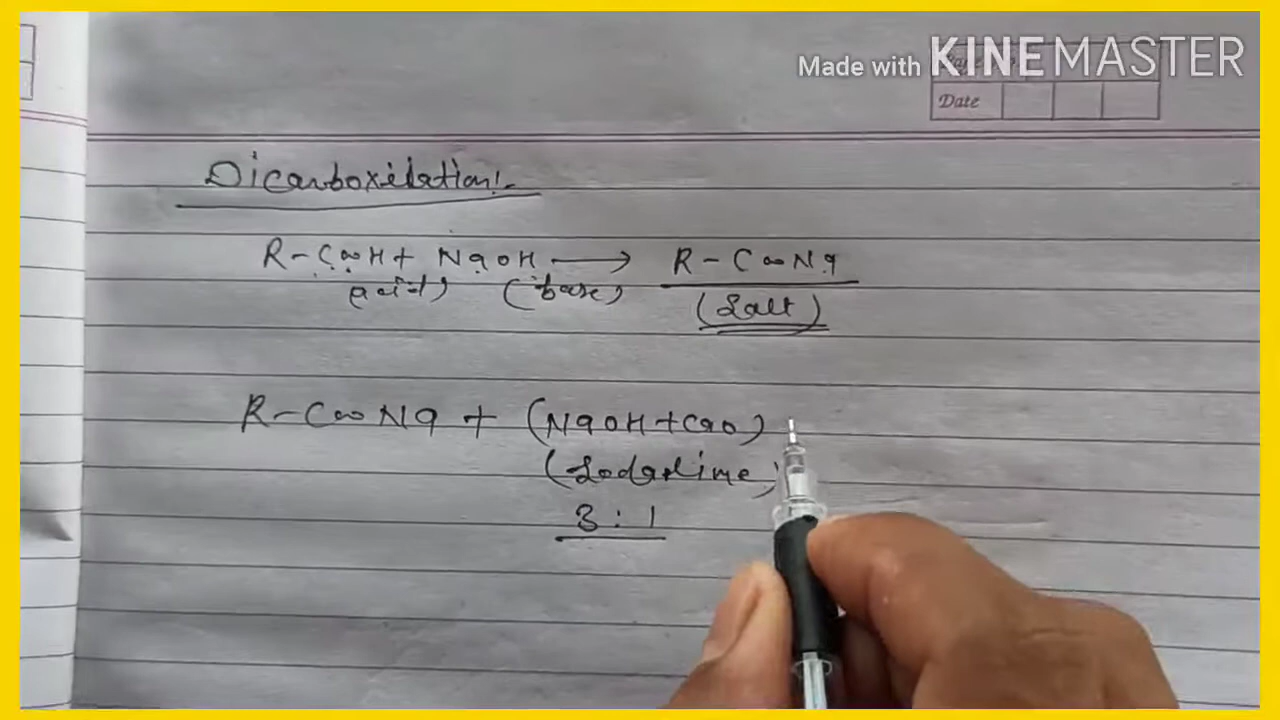 Made with KINEMASTER
Date
Dicarboxilation:-
R-COOH + NaOH → R-COONa
(acid) (base) (Salt)
R-COONa + (NaOH+CaO)
(Sodalime)
3 : 1